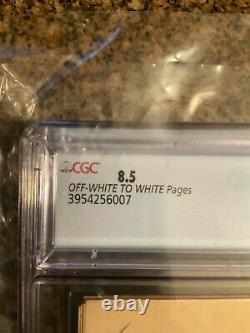 CGC 8.5
OFF-WHITE TO WHITE Pages
3954256007